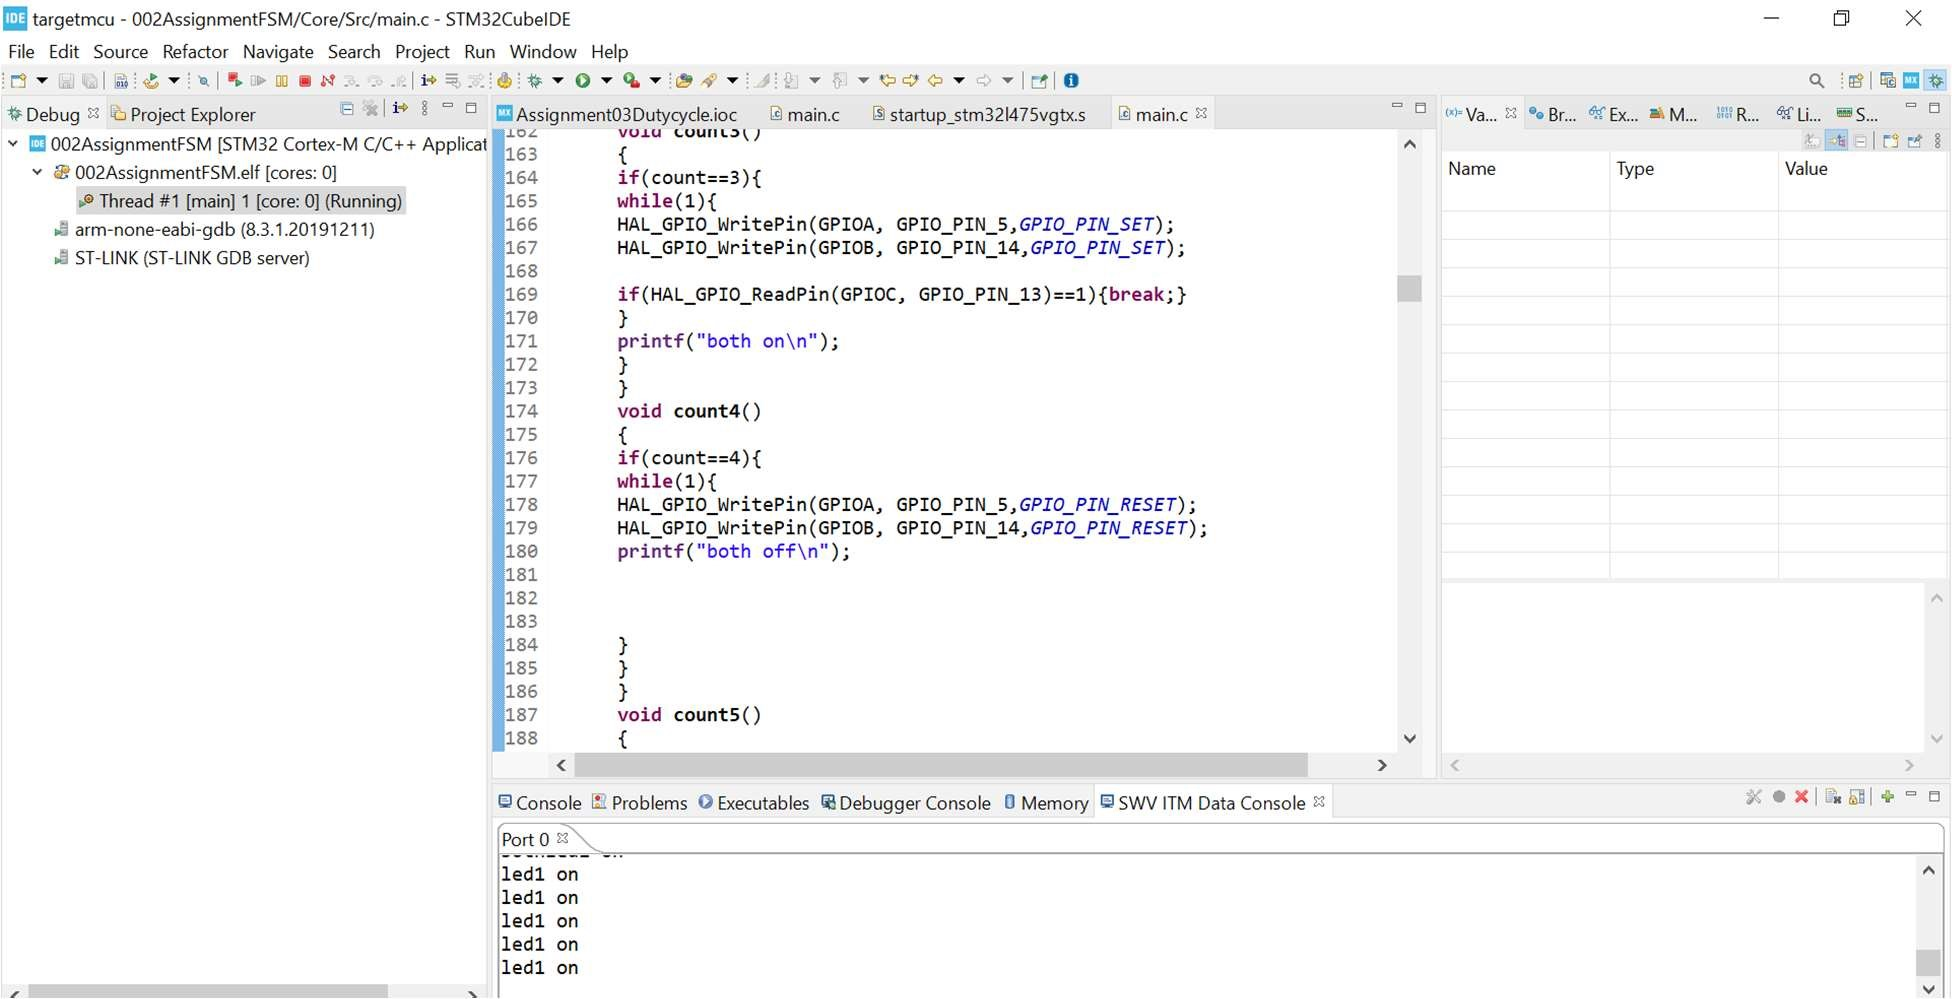 IDE targetmcu - 002AssignmentFSM/Core/Src/main.c - STM32CubeIDE
File Edit Source Refactor Navigate Search Project Run Window Help
Debug Project Explorer
Assignment03Dutycycle.ioc main.c startup_stm32l475vgtx.s main.c
(x)= Va... Br... Ex... M... R... Li... S...
IDE 002AssignmentFSM [STM32 Cortex-M C/C++ Applicat
002AssignmentFSM.elf [cores: 0]
Thread #1 [main] 1 [core: 0] (Running)
arm-none-eabi-gdb (8.3.1.20191211)
ST-LINK (ST-LINK GDB server)
162 void count3()
163 {
164 if(count==3){
165 while(1){
166 HAL_GPIO_WritePin(GPIOA, GPIO_PIN_5,GPIO_PIN_SET);
167 HAL_GPIO_WritePin(GPIOB, GPIO_PIN_14,GPIO_PIN_SET);
168
169 if(HAL_GPIO_ReadPin(GPIOC, GPIO_PIN_13)==1){break;}
170 }
171 printf("both on\n");
172 }
173 }
174 void count4()
175 {
176 if(count==4){
177 while(1){
178 HAL_GPIO_WritePin(GPIOA, GPIO_PIN_5,GPIO_PIN_RESET);
179 HAL_GPIO_WritePin(GPIOB, GPIO_PIN_14,GPIO_PIN_RESET);
180 printf("both off\n");
181
182
183
184 }
185 }
186 }
187 void count5()
188 {
Name Type Value
Console Problems Executables Debugger Console Memory SWV ITM Data Console
Port 0
led1 on
led1 on
led1 on
led1 on
led1 on